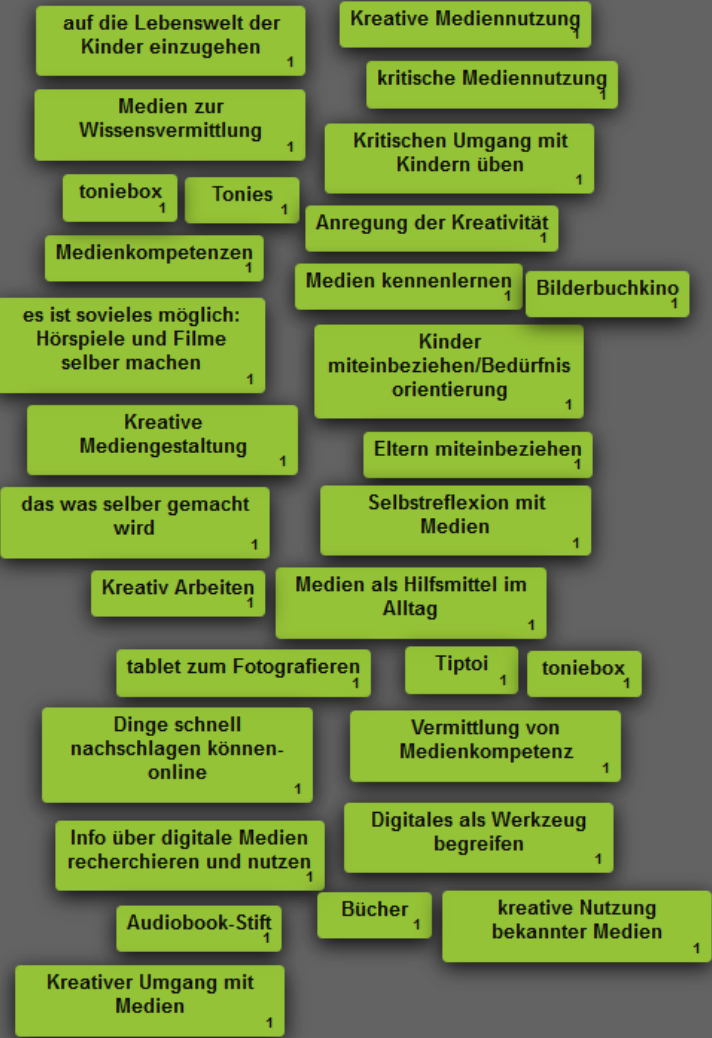 auf die Lebenswelt der
Kinder einzugehen
1
Kreative Mediennutzung
1
kritische Mediennutzung
1
Medien zur
Wissensvermittlung
1
Kritischen Umgang mit
Kindern üben
1
toniebox
1
Tonies
1
Anregung der Kreativität
1
Medienkompetenzen
1
Medien kennenlernen
1
Bilderbuchkino
1
es ist sovieles möglich:
Hörspiele und Filme
selber machen
1
Kinder
miteinbeziehen/Bedürfnis
orientierung
1
Kreative
Mediengestaltung
1
Eltern miteinbeziehen
1
das was selber gemacht
wird
1
Selbstreflexion mit
Medien
1
Kreativ Arbeiten
1
Medien als Hilfsmittel im
Alltag
1
tablet zum Fotografieren
1
Tiptoi
1
toniebox
1
Dinge schnell
nachschlagen können-
online
1
Vermittlung von
Medienkompetenz
1
Info über digitale Medien
recherchieren und nutzen
1
Digitales als Werkzeug
begreifen
1
Audiobook-Stift
1
Bücher
1
kreative Nutzung
bekannter Medien
1
Kreativer Umgang mit
Medien
1